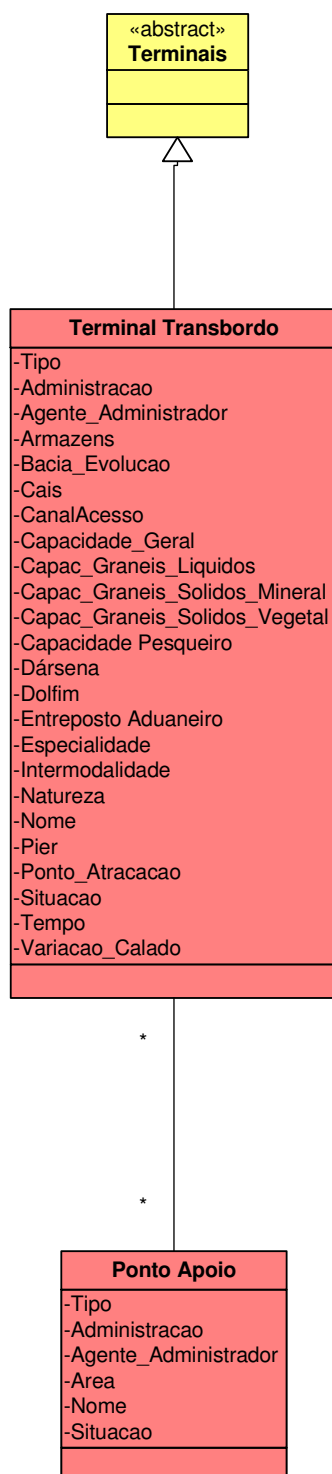 «abstract»
Terminais
Terminal Transbordo
-Tipo
-Administracao
-Agente_Administrador
-Armazens
-Bacia_Evolucao
-Cais
-CanalAcesso
-Capacidade_Geral
-Capac_Graneis_Liquidos
-Capac_Graneis_Solidos_Mineral
-Capac_Graneis_Solidos_Vegetal
-Capacidade Pesqueiro
-Dársena
-Dolfim
-Entreposto Aduaneiro
-Especialidade
-Intermodalidade
-Natureza
-Nome
-Pier
-Ponto_Atracacao
-Situacao
-Tempo
-Variacao_Calado
*
*
Ponto Apoio
-Tipo
-Administracao
-Agente_Administrador
-Area
-Nome
-Situacao